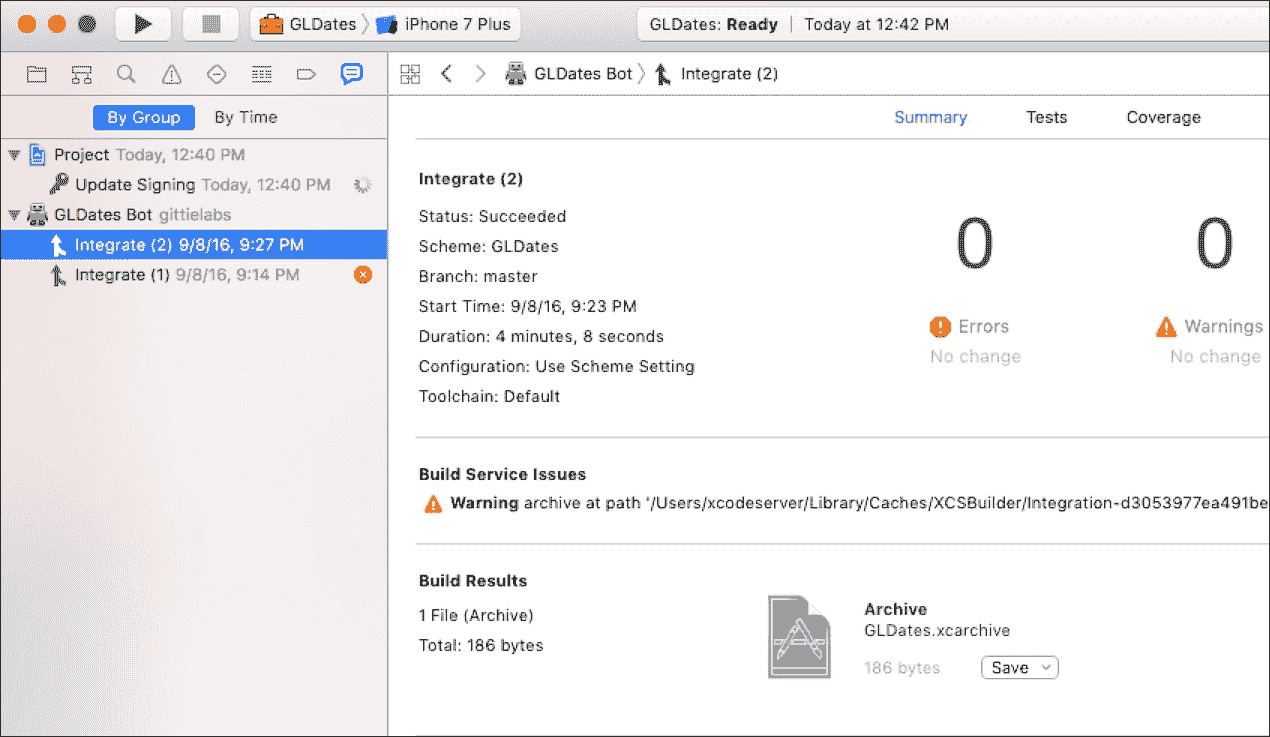 GLDates iPhone 7 Plus GLDates: Ready Today at 12:42 PM
GLDates Bot Integrate (2)
By Group By Time
Summary Tests Coverage
Project Today, 12:40 PM
Update Signing Today, 12:40 PM
GLDates Bot gittielabs
Integrate (2) 9/8/16, 9:27 PM
Integrate (1) 9/8/16, 9:14 PM
Integrate (2)
Status: Succeeded
Scheme: GLDates
Branch: master
Start Time: 9/8/16, 9:23 PM
Duration: 4 minutes, 8 seconds
Configuration: Use Scheme Setting
Toolchain: Default
0
Errors
No change
0
Warnings
No change
Build Service Issues
Warning archive at path '/Users/xcodeserver/Library/Caches/XCSBuilder/Integration-d3053977ea491be
Build Results
1 File (Archive)
Total: 186 bytes
Archive
GLDates.xcarchive
186 bytes Save